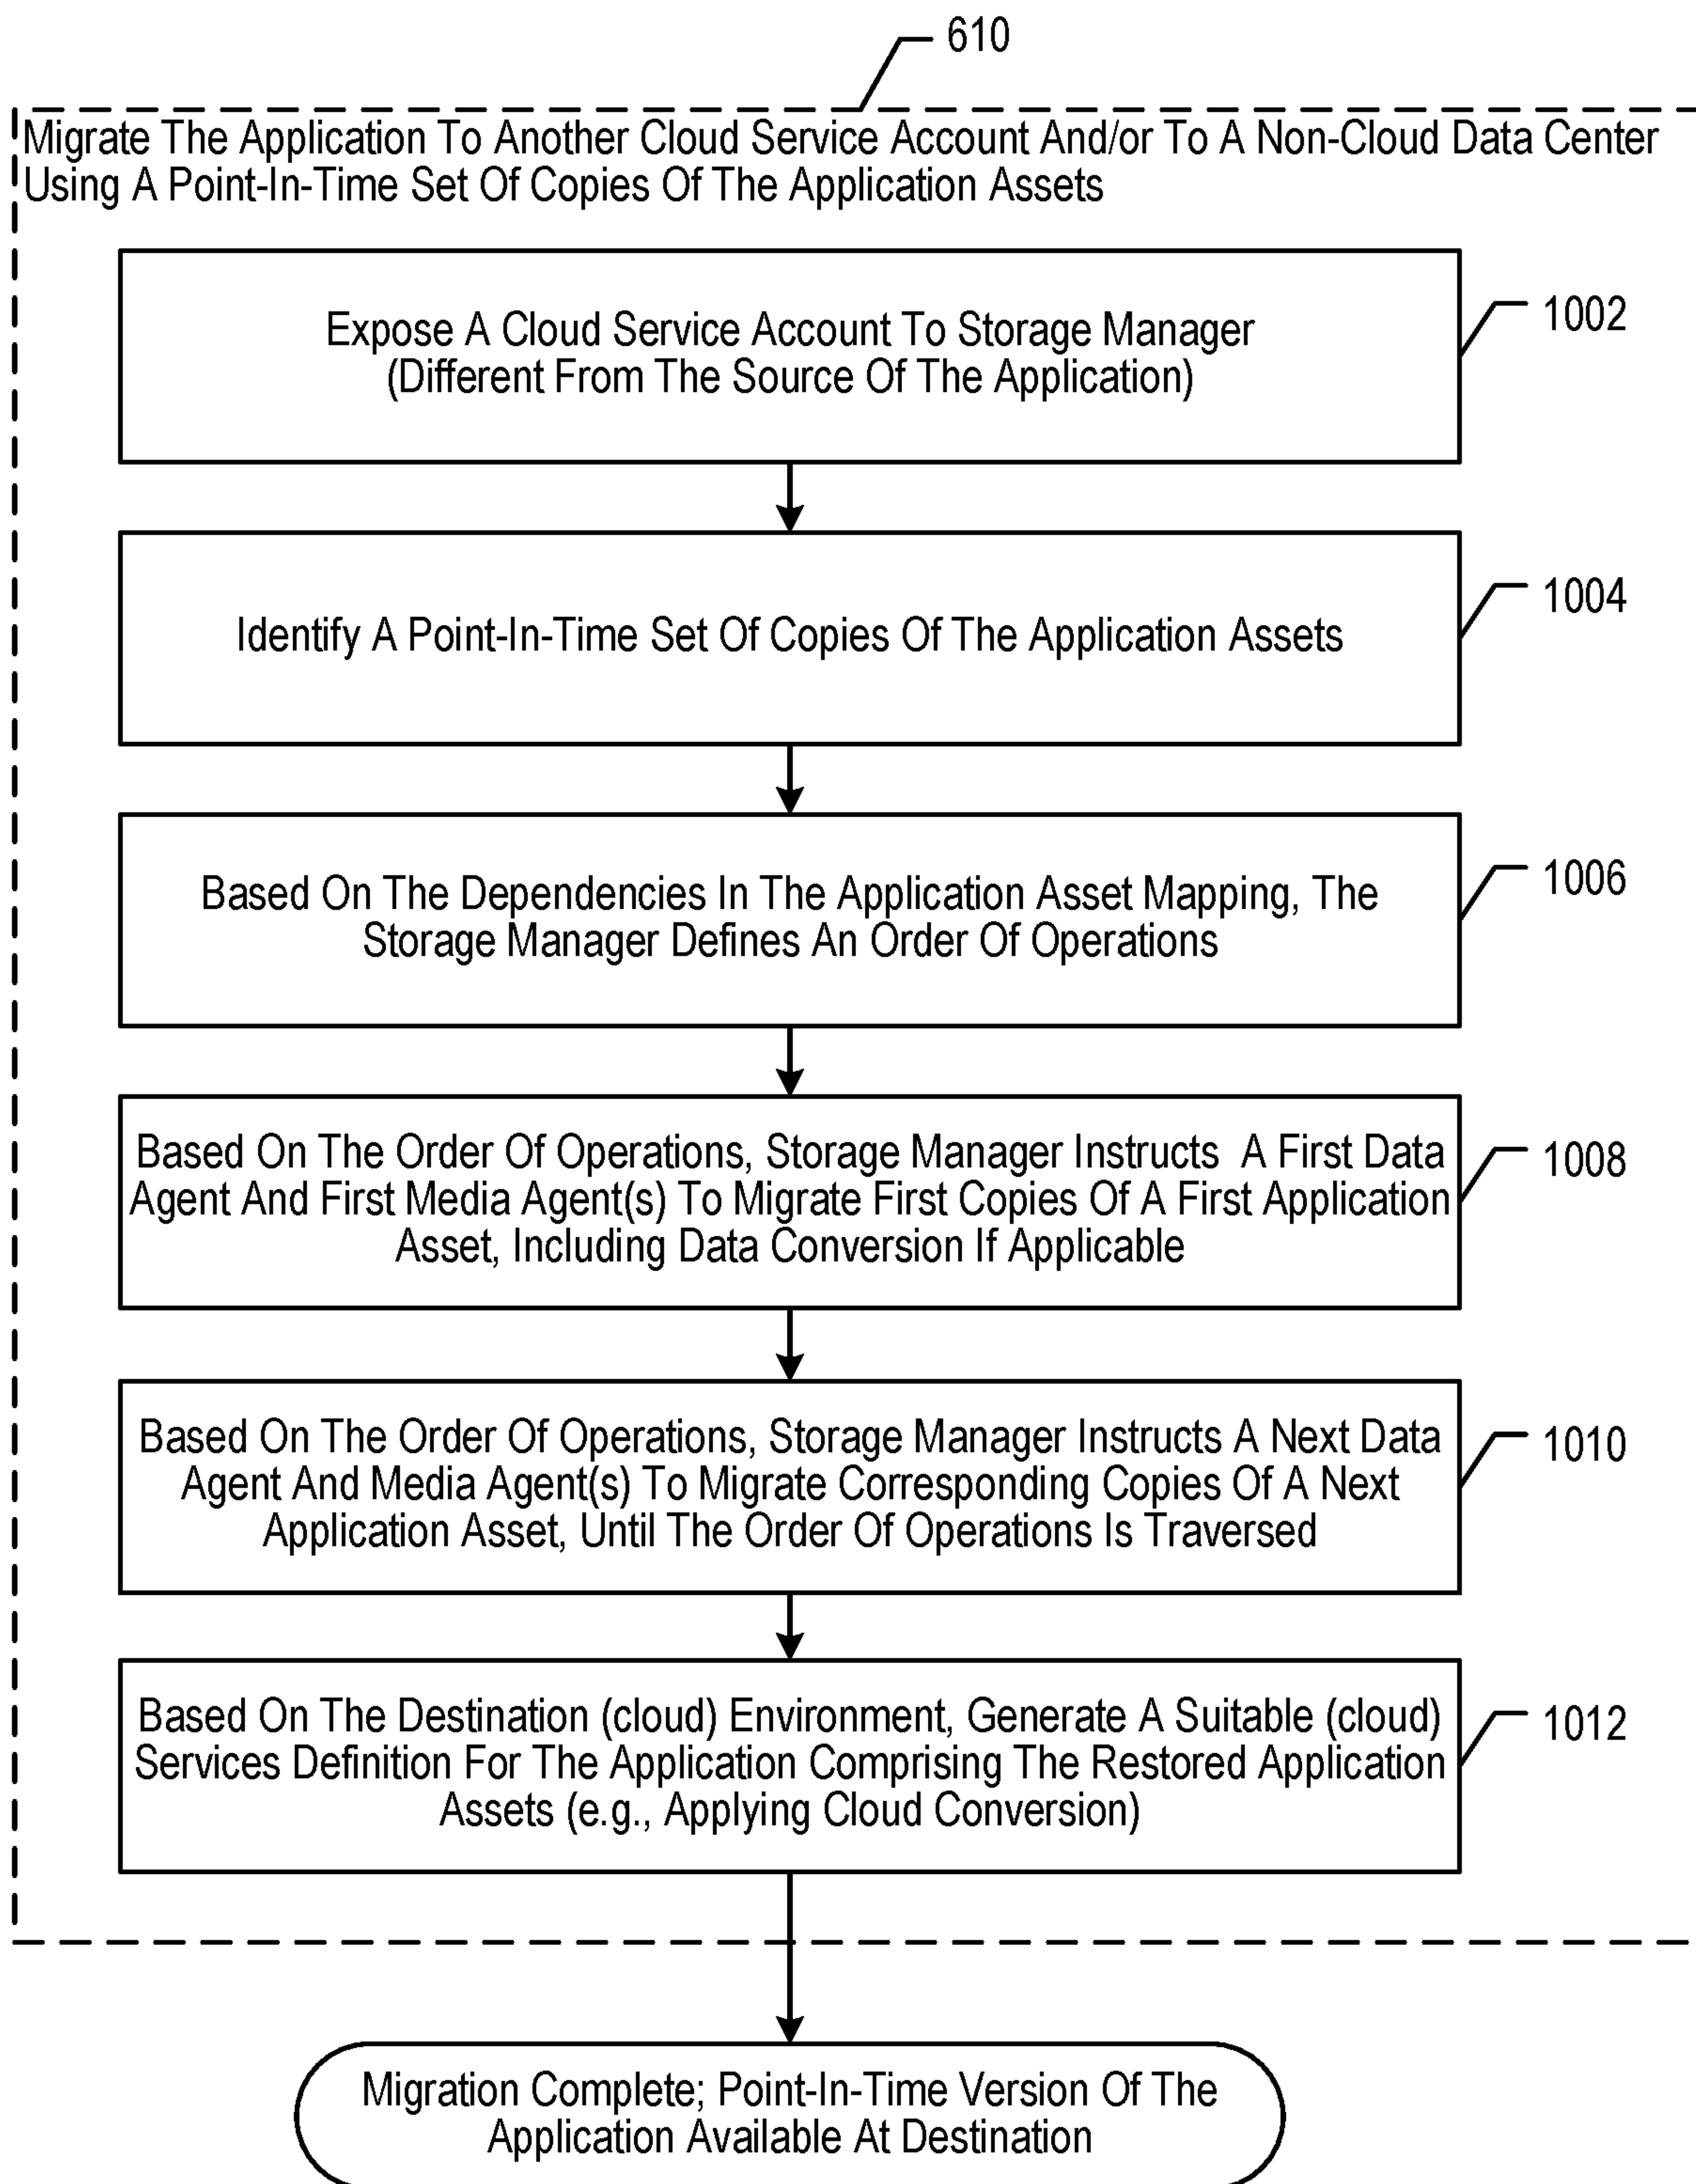 610
Migrate The Application To Another Cloud Service Account And/or To A Non-Cloud Data Center
Using A Point-In-Time Set Of Copies Of The Application Assets
Expose A Cloud Service Account To Storage Manager
(Different From The Source Of The Application)
1002
Identify A Point-In-Time Set Of Copies Of The Application Assets
1004
Based On The Dependencies In The Application Asset Mapping, The
Storage Manager Defines An Order Of Operations
1006
Based On The Order Of Operations, Storage Manager Instructs A First Data
Agent And First Media Agent(s) To Migrate First Copies Of A First Application
Asset, Including Data Conversion If Applicable
1008
Based On The Order Of Operations, Storage Manager Instructs A Next Data
Agent And Media Agent(s) To Migrate Corresponding Copies Of A Next
Application Asset, Until The Order Of Operations Is Traversed
1010
Based On The Destination (cloud) Environment, Generate A Suitable (cloud)
Services Definition For The Application Comprising The Restored Application
Assets (e.g., Applying Cloud Conversion)
1012
Migration Complete; Point-In-Time Version Of The
Application Available At Destination